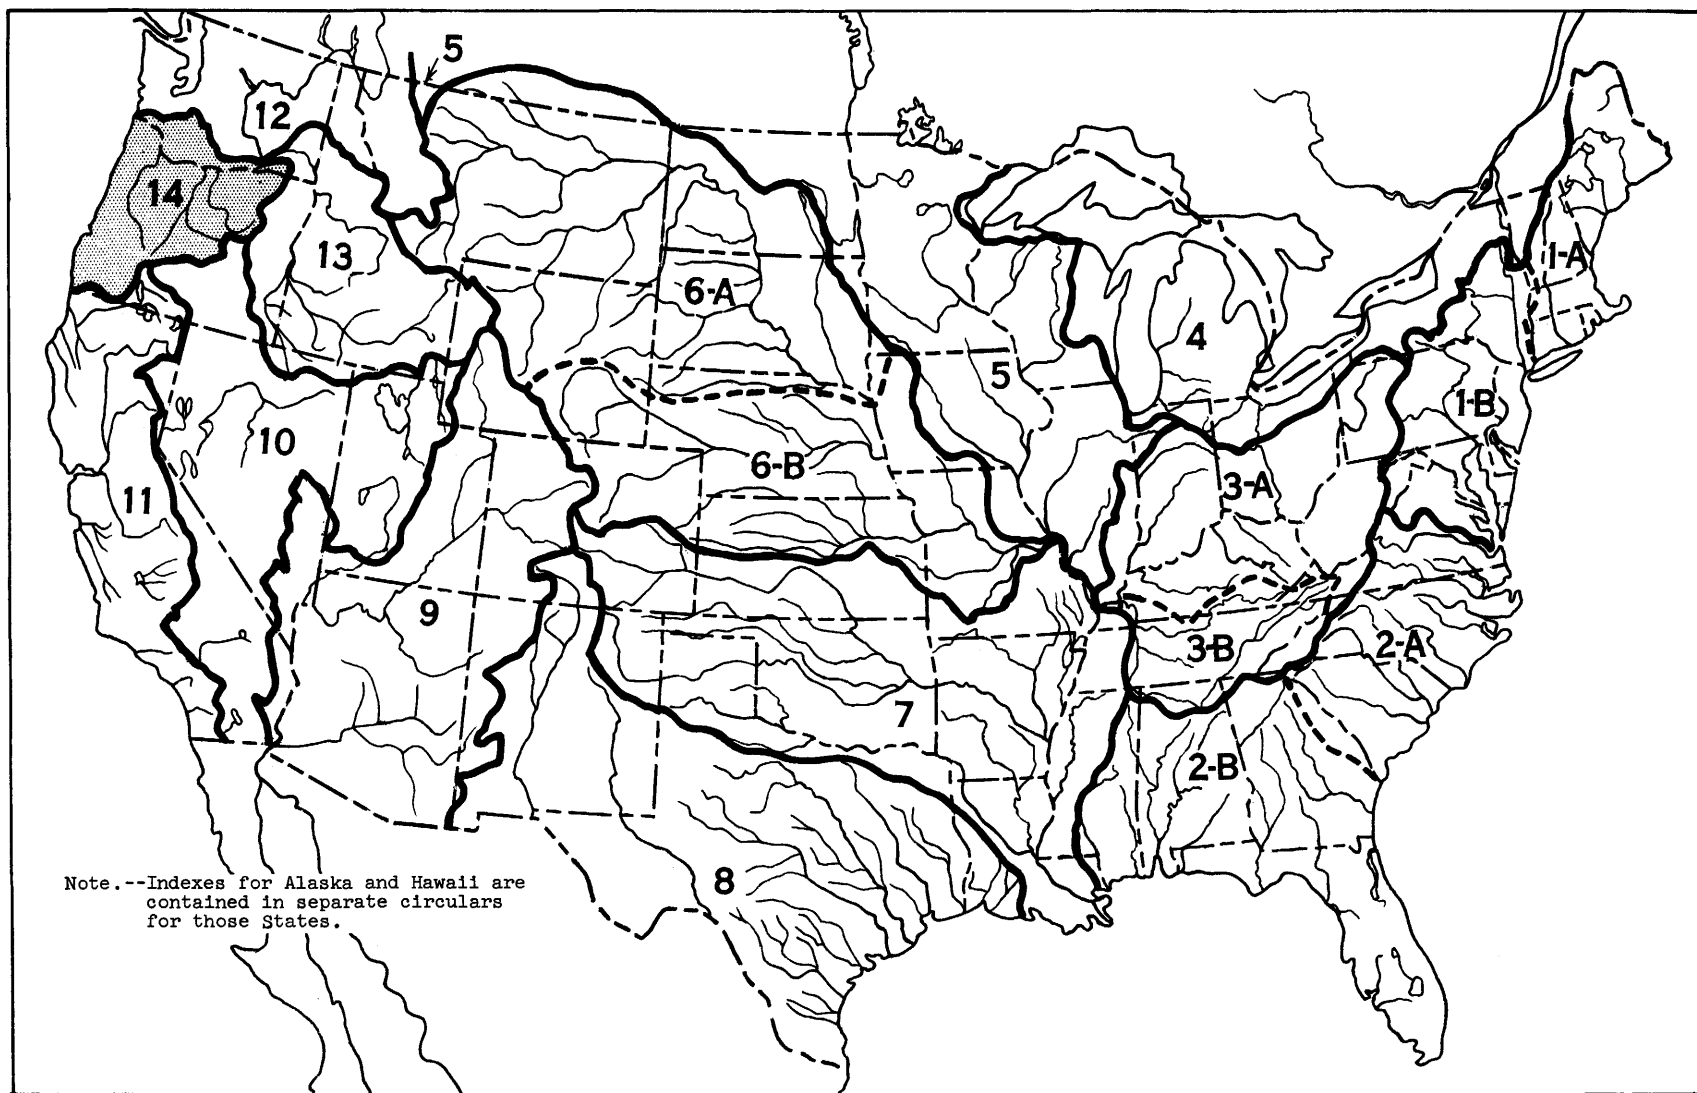 5
12
14
13
1-A
6-A
4
5
1-B
10
6-B
11
3-A
9
3-B
2-A
7
2-B
8
Note.--Indexes for Alaska and Hawaii are
contained in separate circulars
for those States.